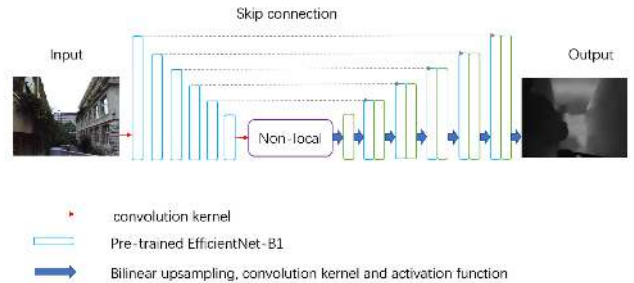 Skip connection
Input
Output
Non-local
convolution kernel
Pre-trained EfficientNet-B1
Bilinear upsampling, convolution kernel and activation function